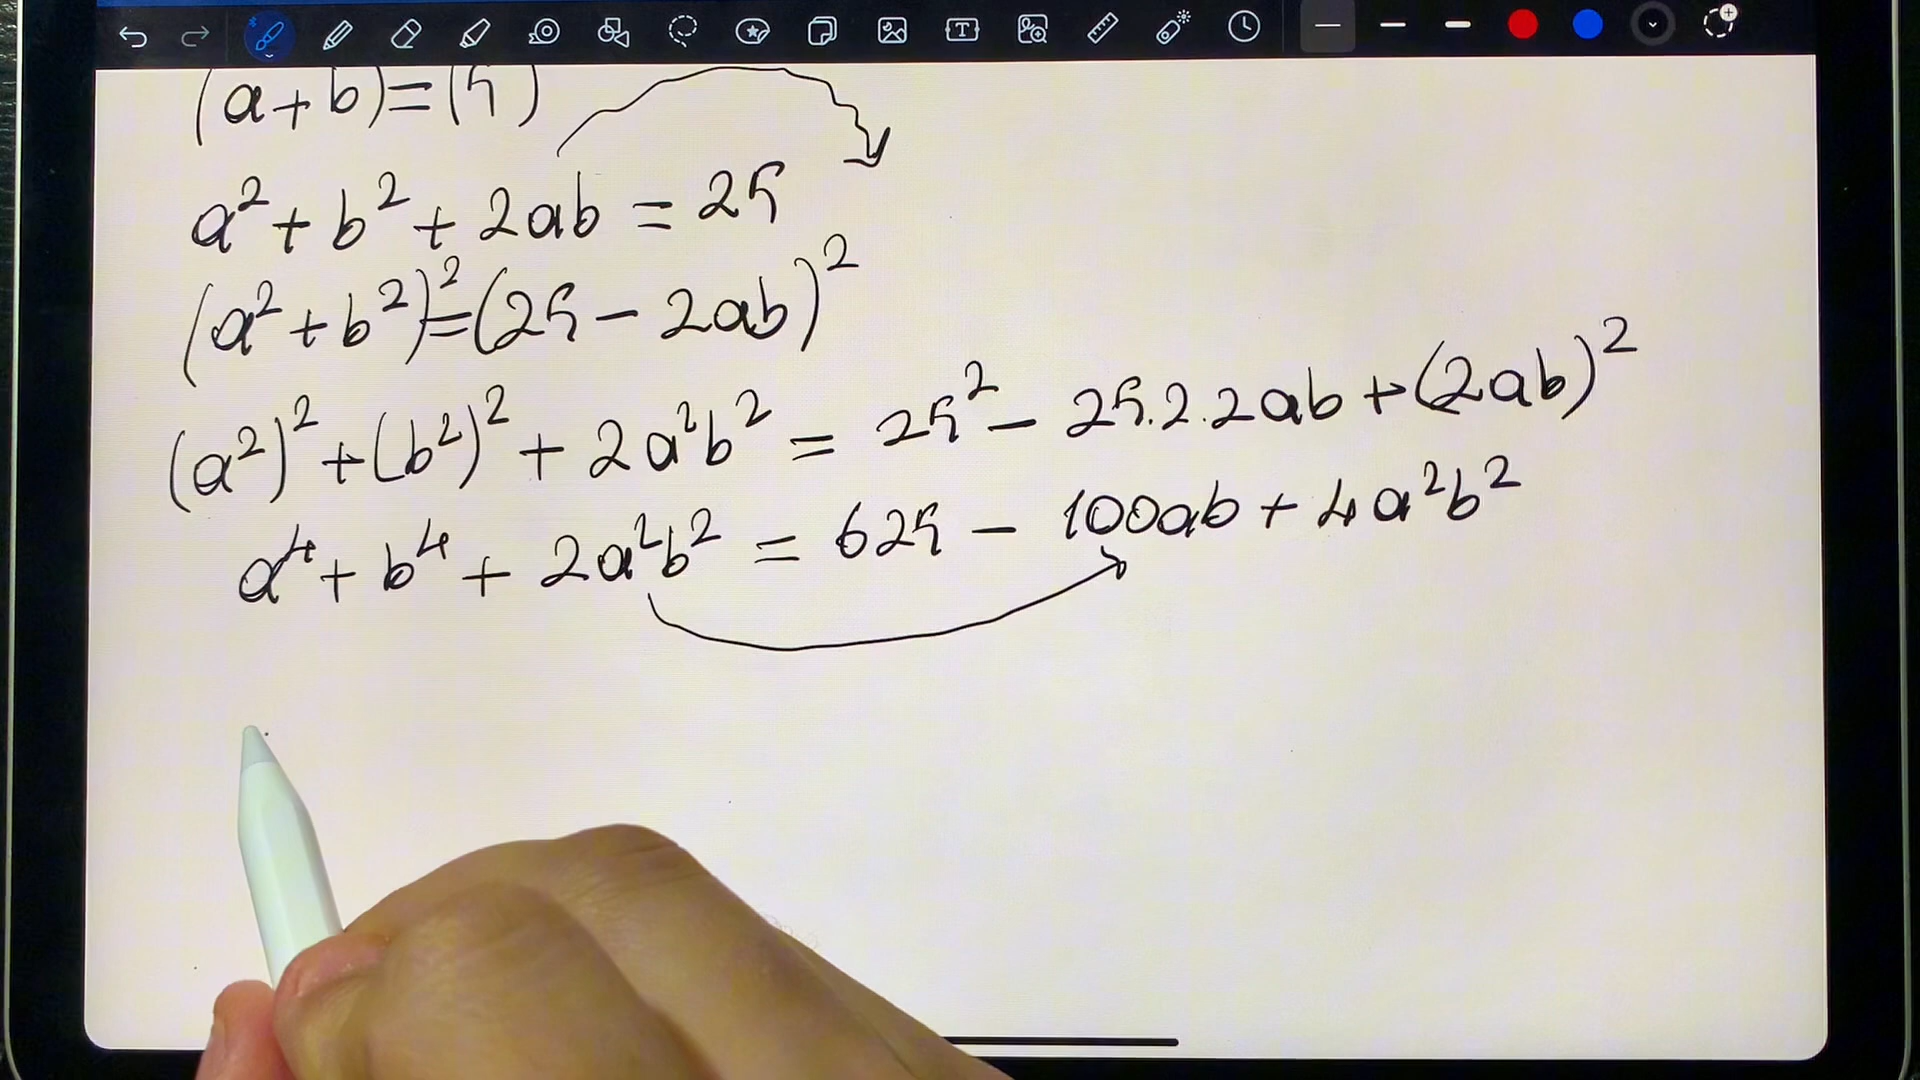 (a+b)=(5)
a²+b²+2ab=25
(a²+b²)²=(25-2ab)²
(a²)²+(b²)²+2a²b²=25²-25.2.2ab+(2ab)²
a⁴+b⁴+2a²b²=625-100ab+4a²b²